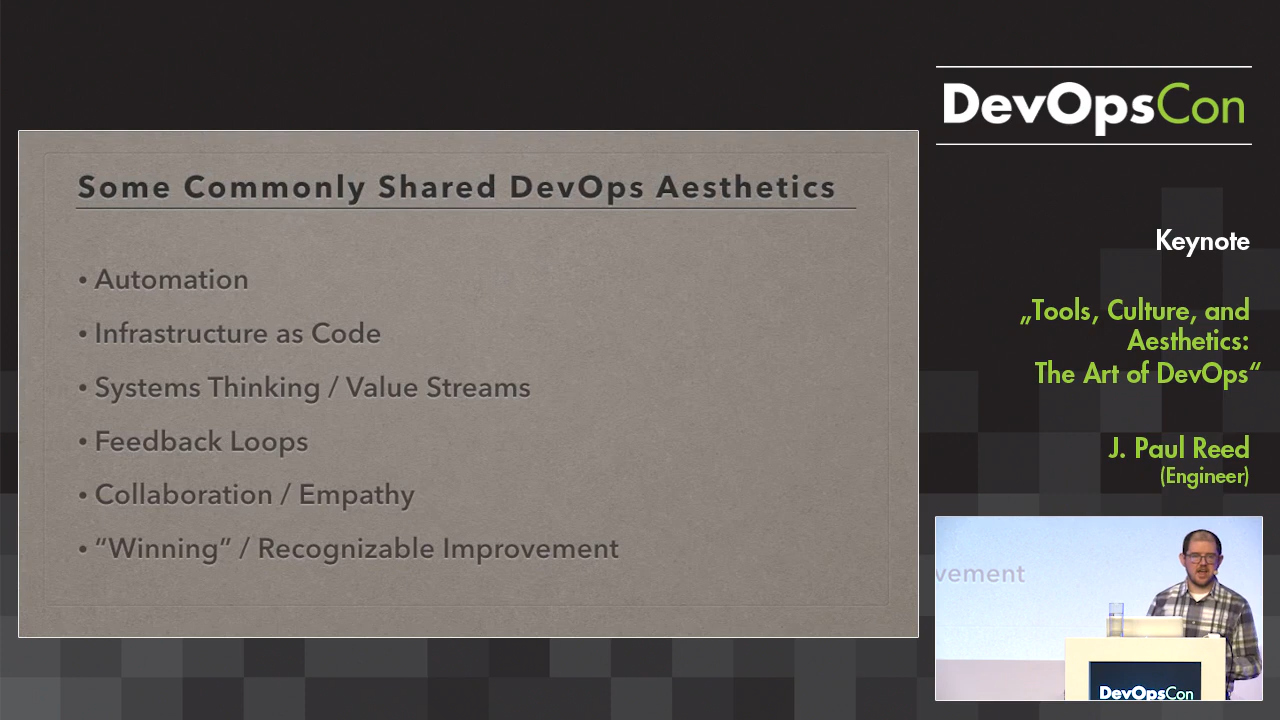 Some Commonly Shared DevOps Aesthetics
• Automation
• Infrastructure as Code
• Systems Thinking / Value Streams
• Feedback Loops
• Collaboration / Empathy
• “Winning” / Recognizable Improvement
DevOpsCon
Keynote
„Tools, Culture, and
Aesthetics:
The Art of DevOps“
J. Paul Reed
(Engineer)
vement
DevOpsCon